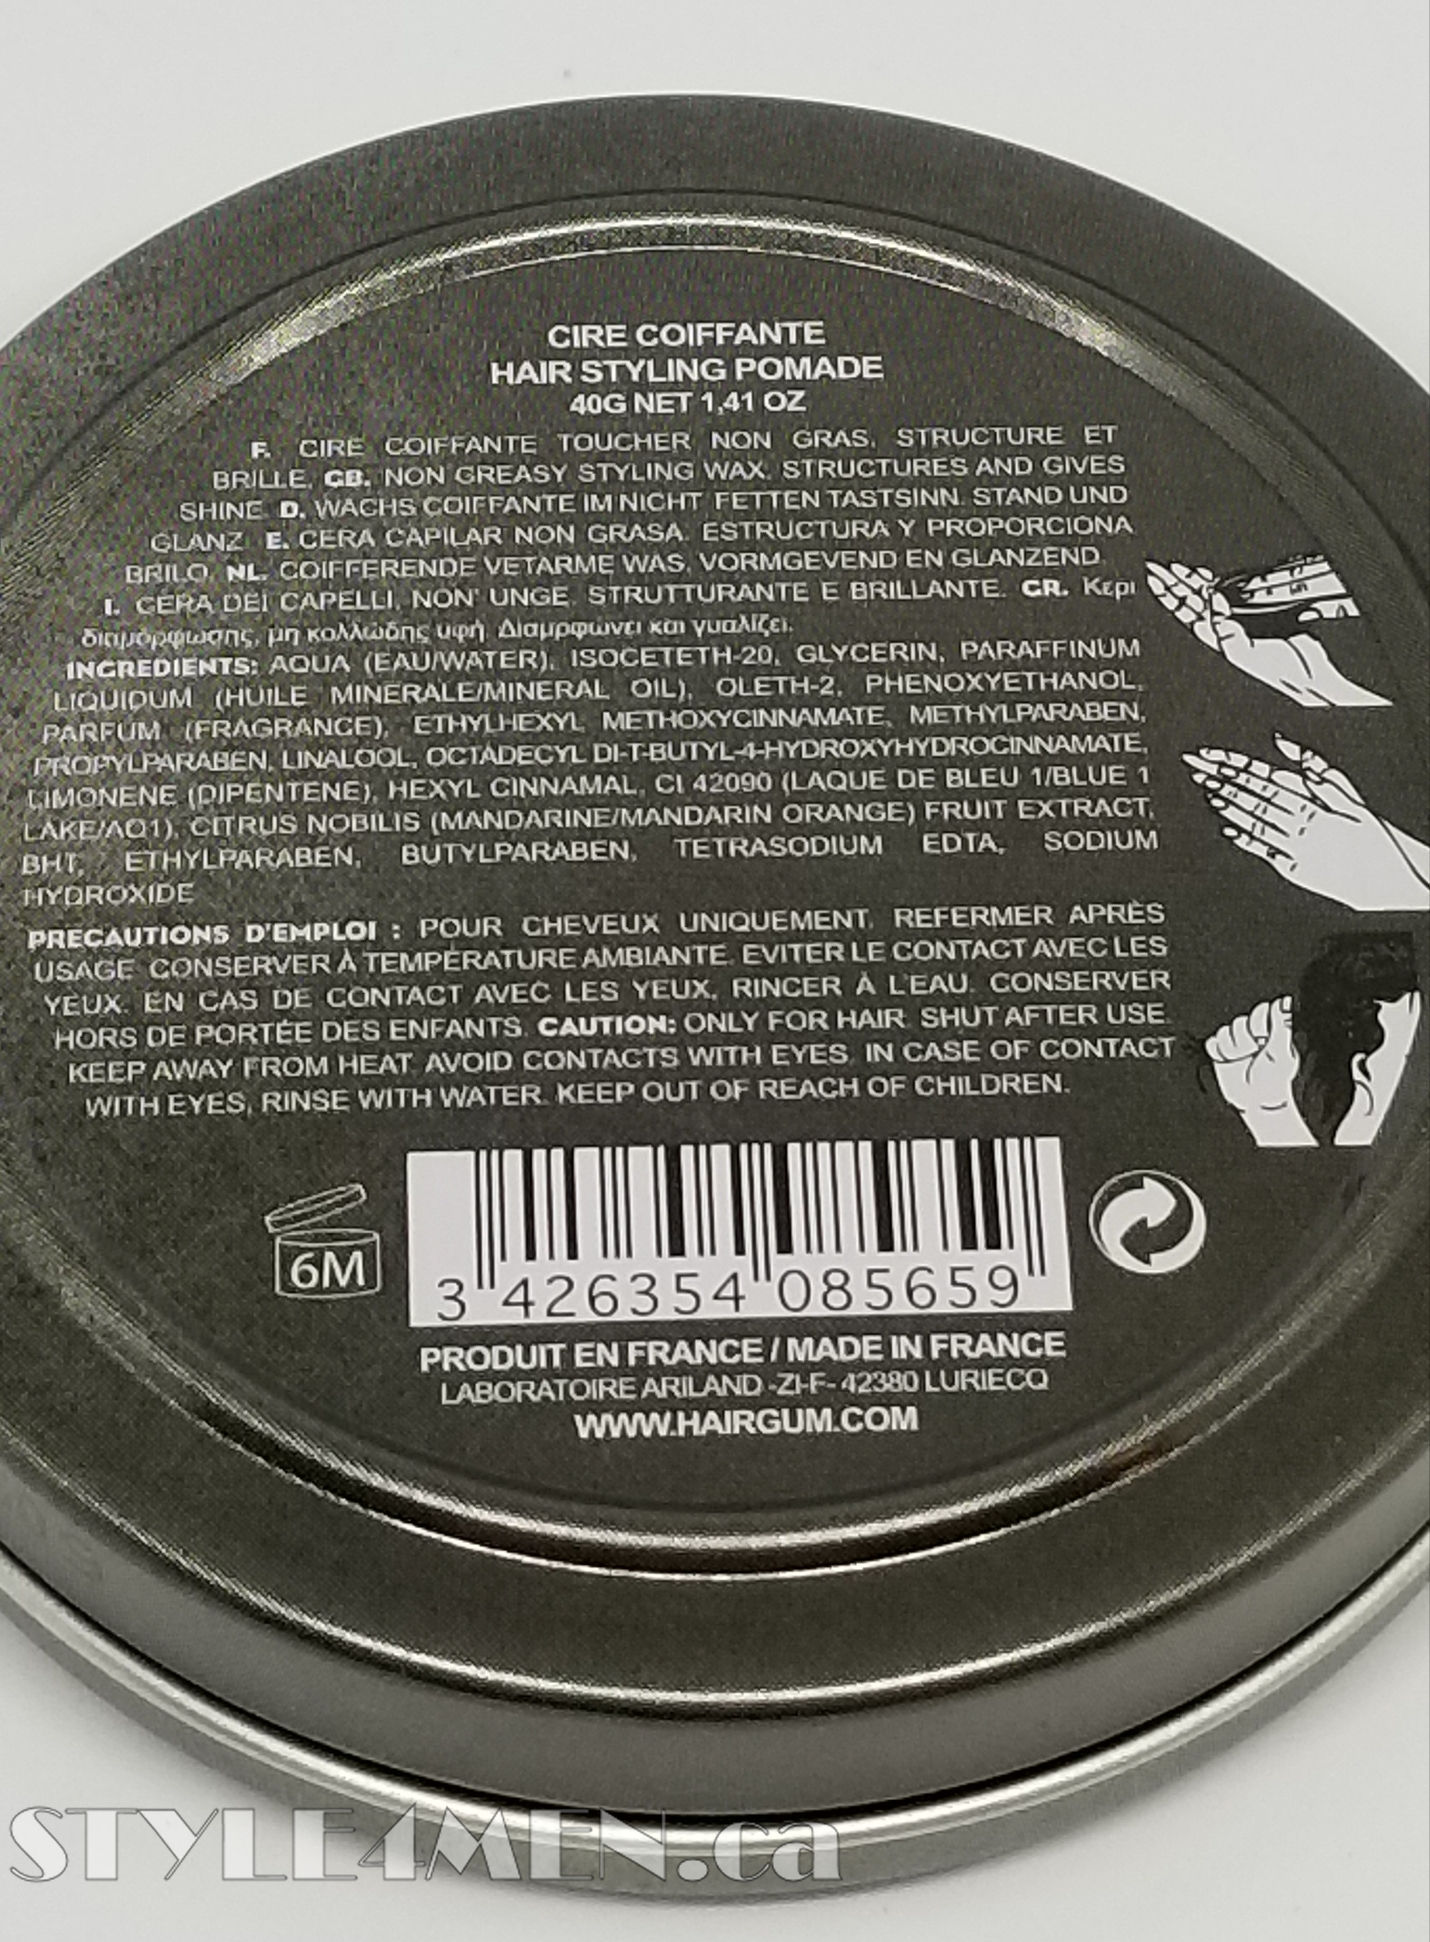 CIRE COIFFANTE
HAIR STYLING POMADE
40G NET 1,41 OZ
F. CIRE COIFFANTE TOUCHER NON GRAS. STRUCTURE ET
BRILLE. GB. NON GREASY STYLING WAX. STRUCTURES AND GIVES
SHINE. D. WACHS COIFFANTE IM NICHT FETTEN TASTSINN. STAND UND
GLANZ. E. CERA CAPILAR NON GRASA. ESTRUCTURA Y PROPORCIONA
BRILO. NL. COIFFERENDE VETARME WAS, VORMGEVEND EN GLANZEND.
I. CERA DEI CAPELLI, NON' UNGE. STRUTTURANTE E BRILLANTE. GR. Κερι
διαμόρφωσης, μη κολλώδης υφή. Διαμρφωνει και γυαλίζει.
INGREDIENTS: AQUA (EAU/WATER), ISOCETETH-20, GLYCERIN, PARAFFINUM
LIQUIDUM (HUILE MINERALE/MINERAL OIL), OLETH-2, PHENOXYETHANOL,
PARFUM (FRAGRANCE), ETHYLHEXYL METHOXYCINNAMATE, METHYLPARABEN,
PROPYLPARABEN, LINALOOL, OCTADECYL DI-T-BUTYL-4-HYDROXYHYDROCINNAMATE,
LIMONENE (DIPENTENE), HEXYL CINNAMAL, CI 42090 (LAQUE DE BLEU 1/BLUE 1
LAKE/AO1), CITRUS NOBILIS (MANDARINE/MANDARIN ORANGE) FRUIT EXTRACT,
BHT, ETHYLPARABEN, BUTYLPARABEN, TETRASODIUM EDTA, SODIUM
HYDROXIDE
PRECAUTIONS D'EMPLOI : POUR CHEVEUX UNIQUEMENT. REFERMER APRÈS
USAGE. CONSERVER À TEMPÉRATURE AMBIANTE. EVITER LE CONTACT AVEC LES
YEUX. EN CAS DE CONTACT AVEC LES YEUX, RINCER À L'EAU. CONSERVER
HORS DE PORTÉE DES ENFANTS. CAUTION: ONLY FOR HAIR. SHUT AFTER USE.
KEEP AWAY FROM HEAT. AVOID CONTACTS WITH EYES. IN CASE OF CONTACT
WITH EYES, RINSE WITH WATER. KEEP OUT OF REACH OF CHILDREN.
6M
3 426354 085659
PRODUIT EN FRANCE / MADE IN FRANCE
LABORATOIRE ARILAND -ZI-F- 42380 LURIECQ
WWW.HAIRGUM.COM
STYLE4MEN.ca